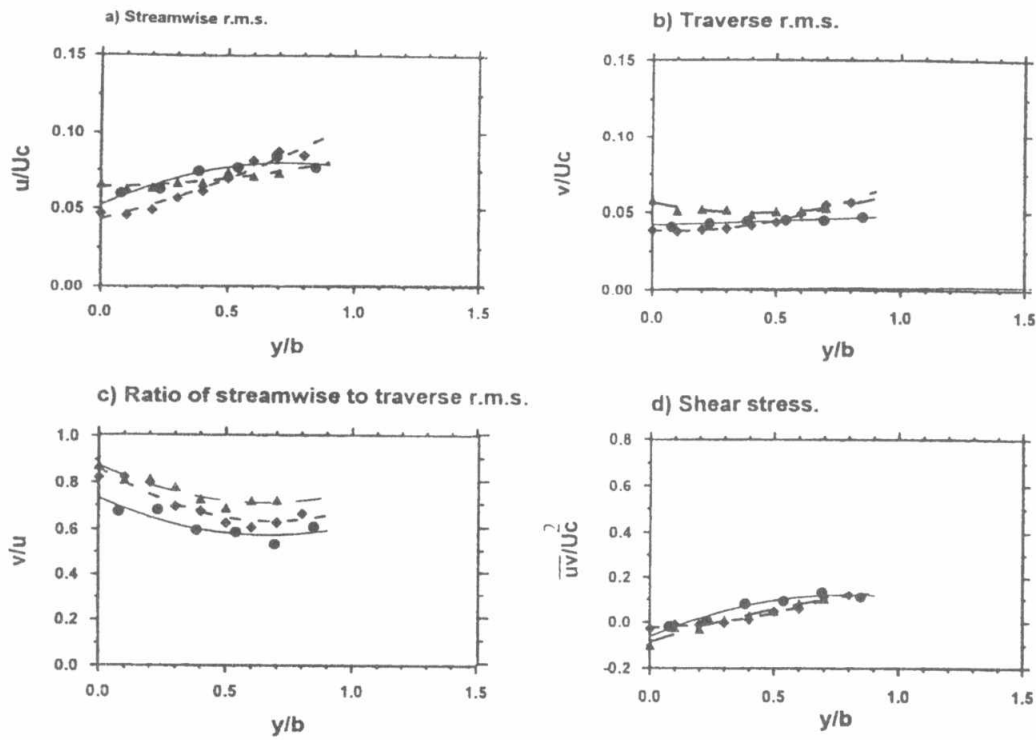 a) Streamwise r.m.s.
0.15
0.10
0.05
0.00
u/Uc
0.0 0.5 1.0 1.5
y/b
b) Traverse r.m.s.
0.15
0.10
0.05
0.00
v/Uc
0.0 0.5 1.0 1.5
y/b
c) Ratio of streamwise to traverse r.m.s.
1.0
0.8
0.6
0.4
0.2
0.0
v/u
0.0 0.5 1.0 1.5
y/b
d) Shear stress.
0.8
0.6
0.4
0.2
0.0
-0.2
uv/Uc²
0.0 0.5 1.0 1.5
y/b